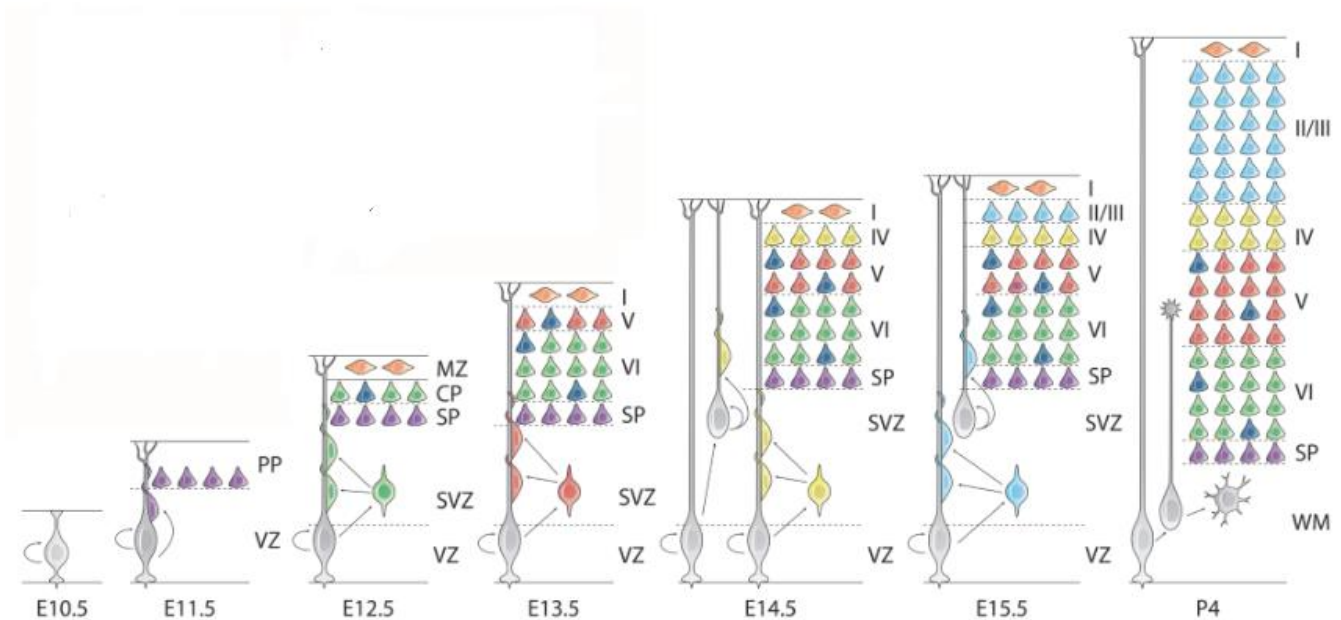 PP
VZ
MZ
CP
SP
SVZ
VZ
I
V
VI
SP
SVZ
VZ
I
IV
V
VI
SP
SVZ
VZ
I
II/III
IV
V
VI
SP
SVZ
VZ
I
II/III
IV
V
VI
SP
WM
E10.5 E11.5 E12.5 E13.5 E14.5 E15.5 P4